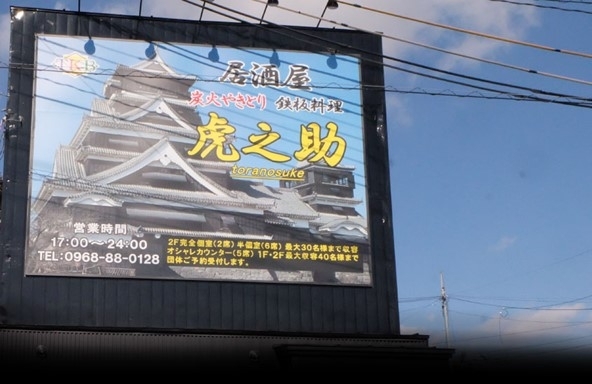 居酒屋
炭火やきとり 鉄板料理
虎之助
toranosuke
営業時間
17:00～24:00
TEL:0968-88-0128
2F完全個室(2席) 半個室(6席) 最大30名様まで収容
オシャレカウンター(5席) 1F・2F最大収容40名様まで
団体ご予約受付します。